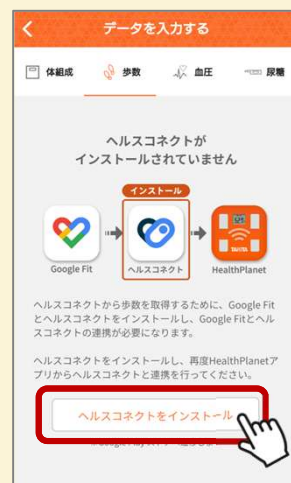 データを入力する
体組成 歩数 血圧 尿糖
ヘルスコネクトが
インストールされていません
インストール
Google Fit ヘルスコネクト HealthPlanet
TANITA
ヘルスコネクトから歩数を取得するために、Google Fit
とヘルスコネクトをインストールし、Google Fitとヘル
スコネクトの連携が必要になります。
ヘルスコネクトをインストールし、再度HealthPlanetア
プリからヘルスコネクトと連携を行ってください。
ヘルスコネクトをインストール